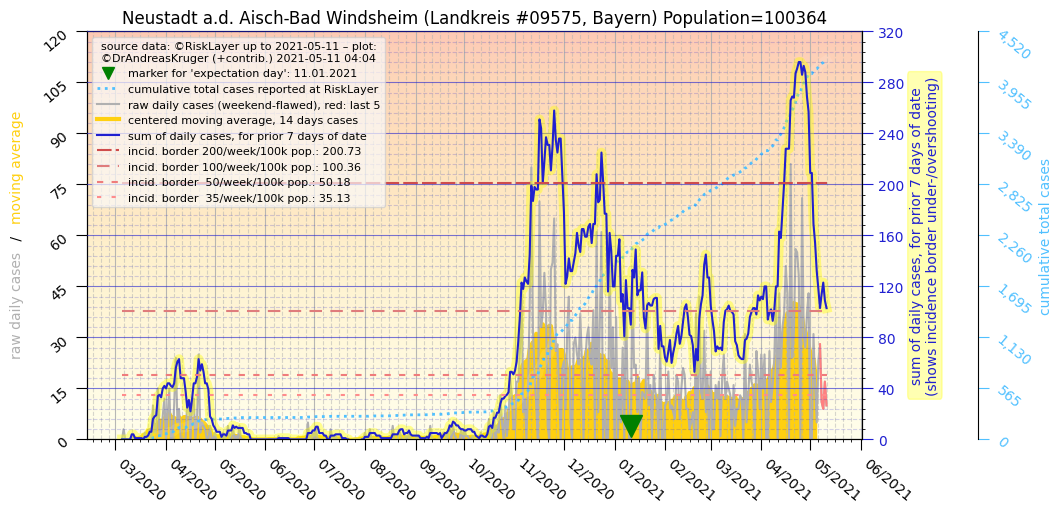 Neustadt a.d. Aisch-Bad Windsheim (Landkreis #09575, Bayern) Population=100364
source data: ©RiskLayer up to 2021-05-11 – plot:
©DrAndreasKruger (+contrib.) 2021-05-11 04:04
marker for 'expectation day': 11.01.2021
cumulative total cases reported at RiskLayer
raw daily cases (weekend-flawed), red: last 5
centered moving average, 14 days cases
sum of daily cases, for prior 7 days of date
incid. border 200/week/100k pop.: 200.73
incid. border 100/week/100k pop.: 100.36
incid. border  50/week/100k pop.: 50.18
incid. border  35/week/100k pop.: 35.13
raw daily cases  /  moving average
120
105
90
75
60
45
30
15
0
03/2020
04/2020
05/2020
06/2020
07/2020
08/2020
09/2020
10/2020
11/2020
12/2020
01/2021
02/2021
03/2021
04/2021
05/2021
06/2021
320
280
240
200
160
120
80
40
0
sum of daily cases, for prior 7 days of date
(shows incidence border under-/overshooting)
4,520
3,955
3,390
2,825
2,260
1,695
1,130
565
0
cumulative total cases